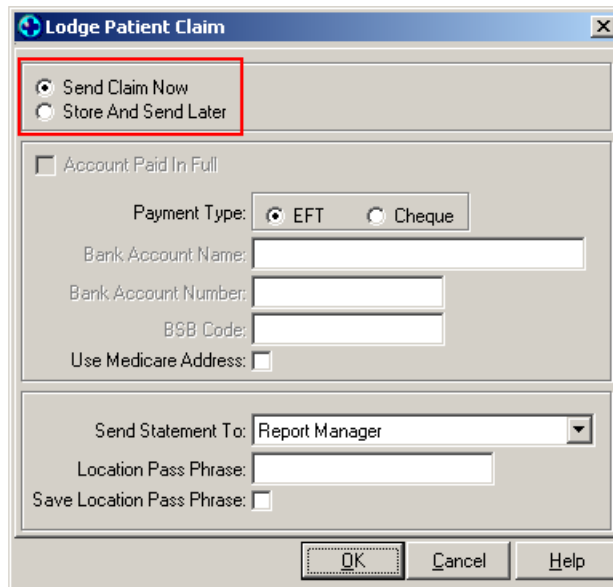 Lodge Patient Claim
Send Claim Now
Store And Send Later
Account Paid In Full
Payment Type: EFT Cheque
Bank Account Name:
Bank Account Number:
BSB Code:
Use Medicare Address:
Send Statement To: Report Manager
Location Pass Phrase:
Save Location Pass Phrase:
OK Cancel Help